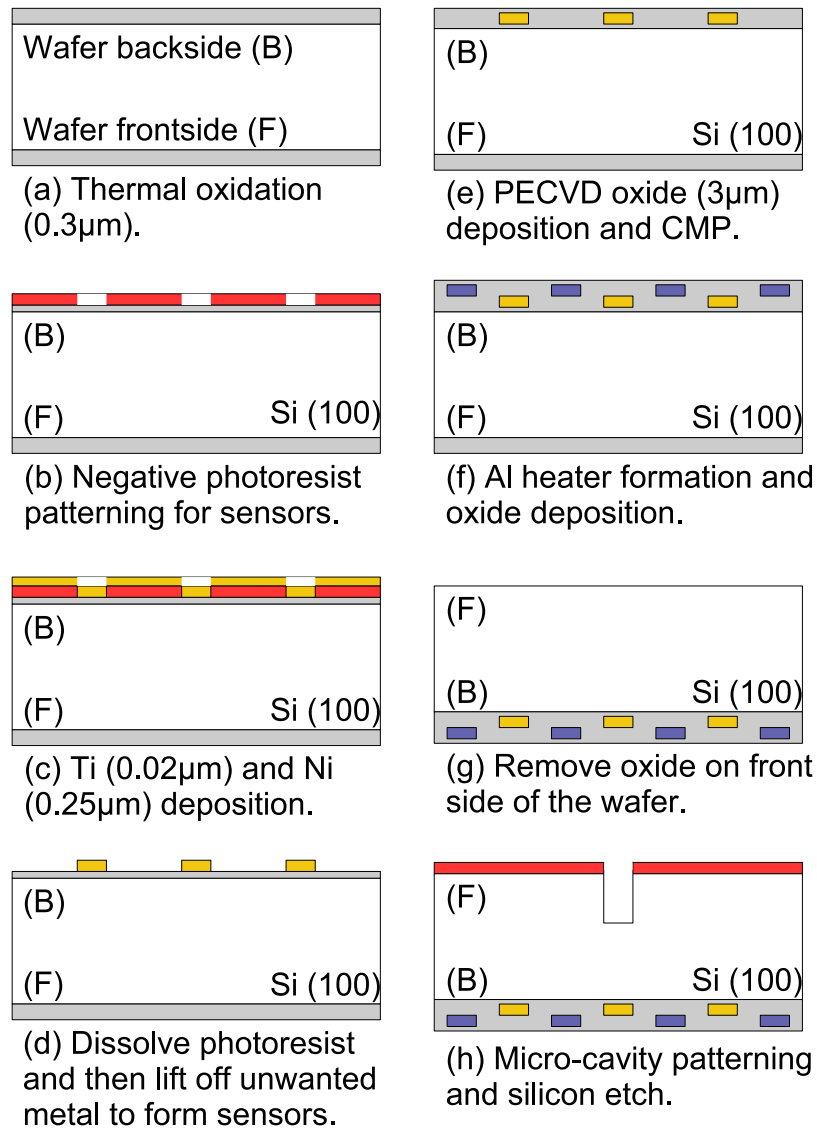 Wafer backside (B)
Wafer frontside (F)
(a) Thermal oxidation
(0.3µm).
(B)
(F) Si (100)
(b) Negative photoresist
patterning for sensors.
(B)
(F) Si (100)
(c) Ti (0.02µm) and Ni
(0.25µm) deposition.
(B)
(F) Si (100)
(d) Dissolve photoresist
and then lift off unwanted
metal to form sensors.
(B)
(F) Si (100)
(e) PECVD oxide (3µm)
deposition and CMP.
(B)
(F) Si (100)
(f) Al heater formation and
oxide deposition.
(F)
(B) Si (100)
(g) Remove oxide on front
side of the wafer.
(F)
(B) Si (100)
(h) Micro-cavity patterning
and silicon etch.